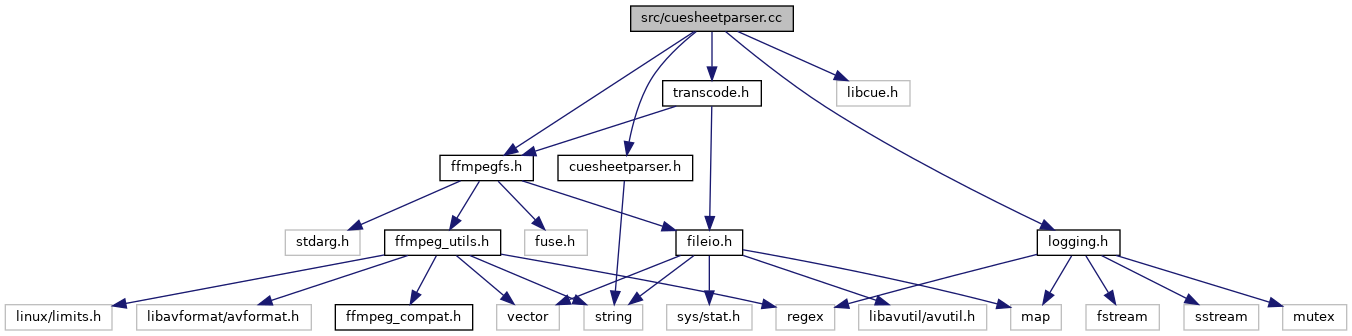 src/cuesheetparser.cc
transcode.h
libcue.h
ffmpegfs.h
cuesheetparser.h
stdarg.h
ffmpeg_utils.h
fuse.h
fileio.h
logging.h
linux/limits.h
libavformat/avformat.h
ffmpeg_compat.h
vector
string
sys/stat.h
regex
libavutil/avutil.h
map
fstream
sstream
mutex